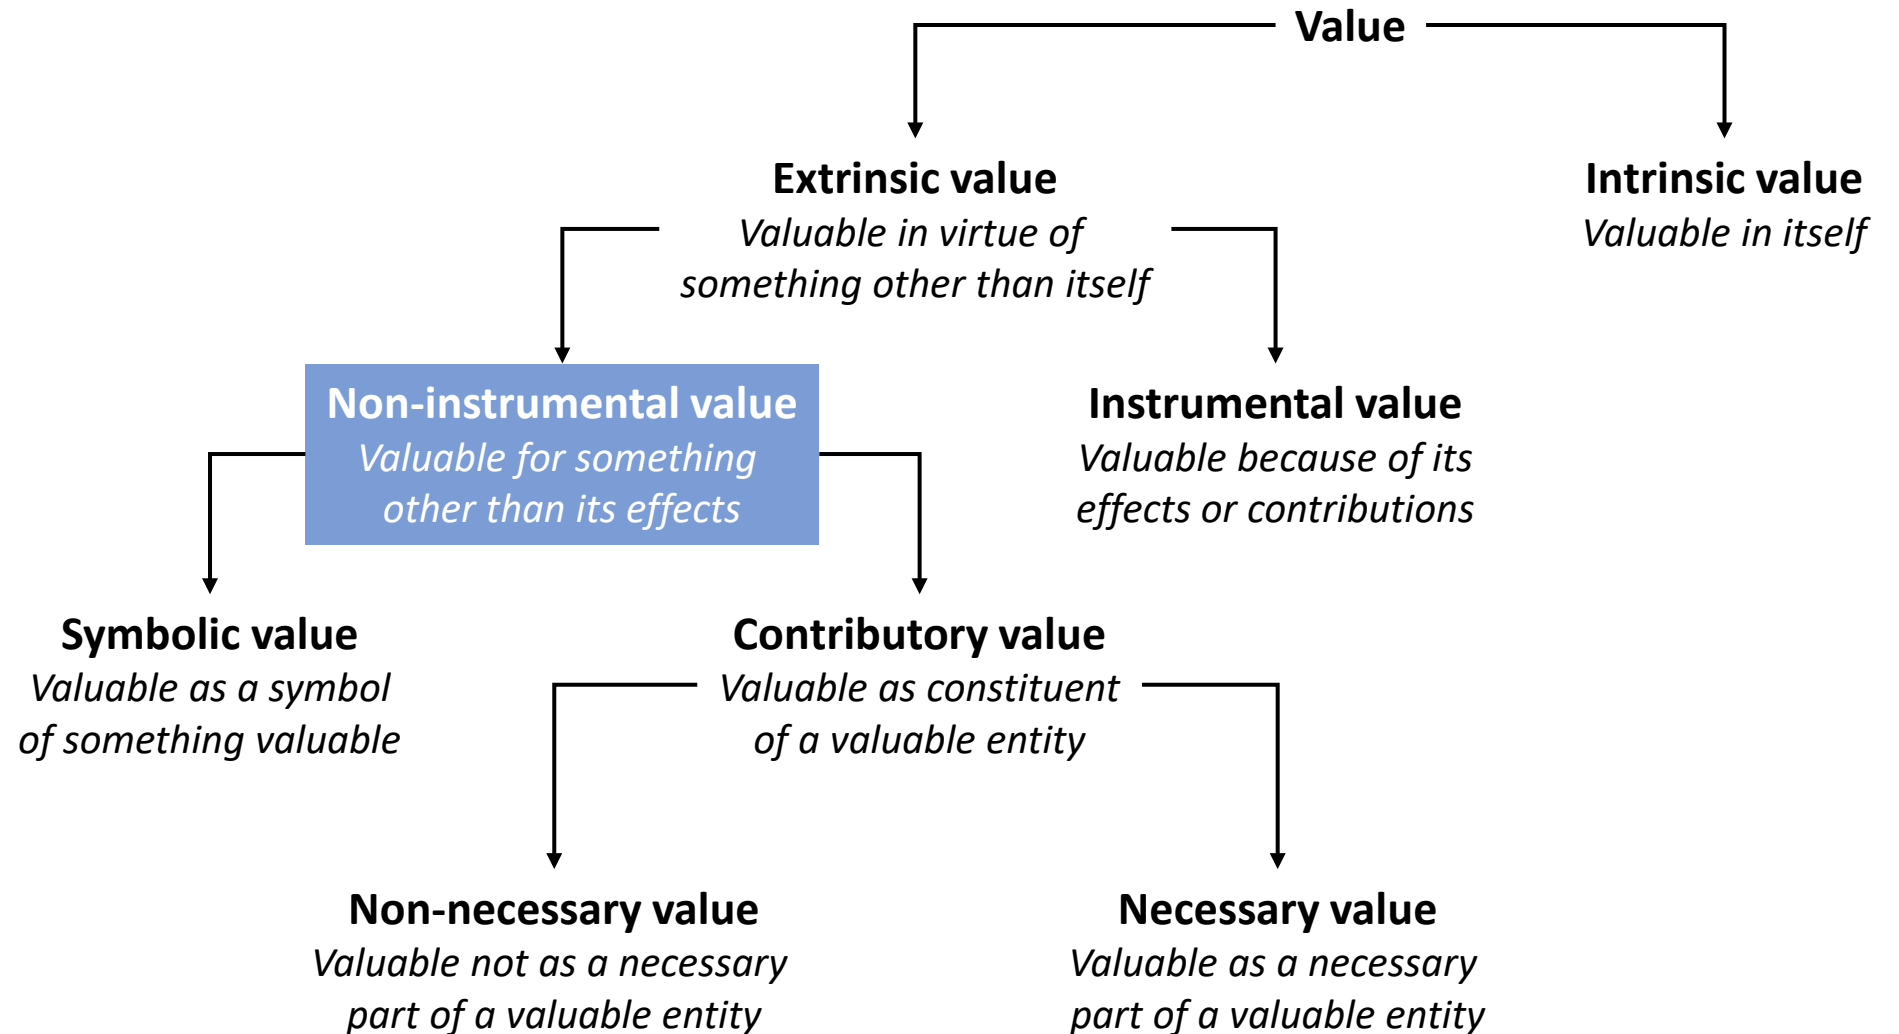 Value
Extrinsic value
Valuable in virtue of
something other than itself
Intrinsic value
Valuable in itself
Non-instrumental value
Valuable for something
other than its effects
Instrumental value
Valuable because of its
effects or contributions
Symbolic value
Valuable as a symbol
of something valuable
Contributory value
Valuable as constituent
of a valuable entity
Non-necessary value
Valuable not as a necessary
part of a valuable entity
Necessary value
Valuable as a necessary
part of a valuable entity